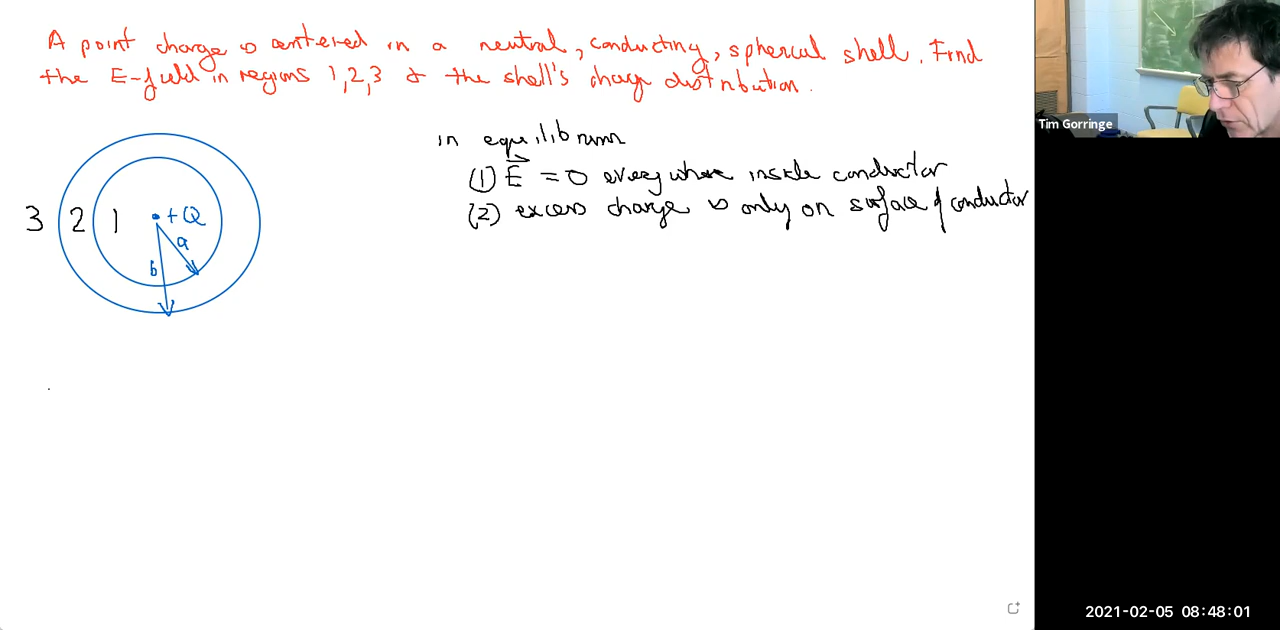 A point charge is centered in a neutral, conducting, spherical shell. Find
the E-field in regions 1,2,3 & the shell's charge distribution.
in equilibrium
(1) E⃗ = 0 everywhere inside conductor
(2) excess charge is only on surface of conductor
3 2 1 +Q
a
b
Tim Gorringe
2021-02-05 08:48:01